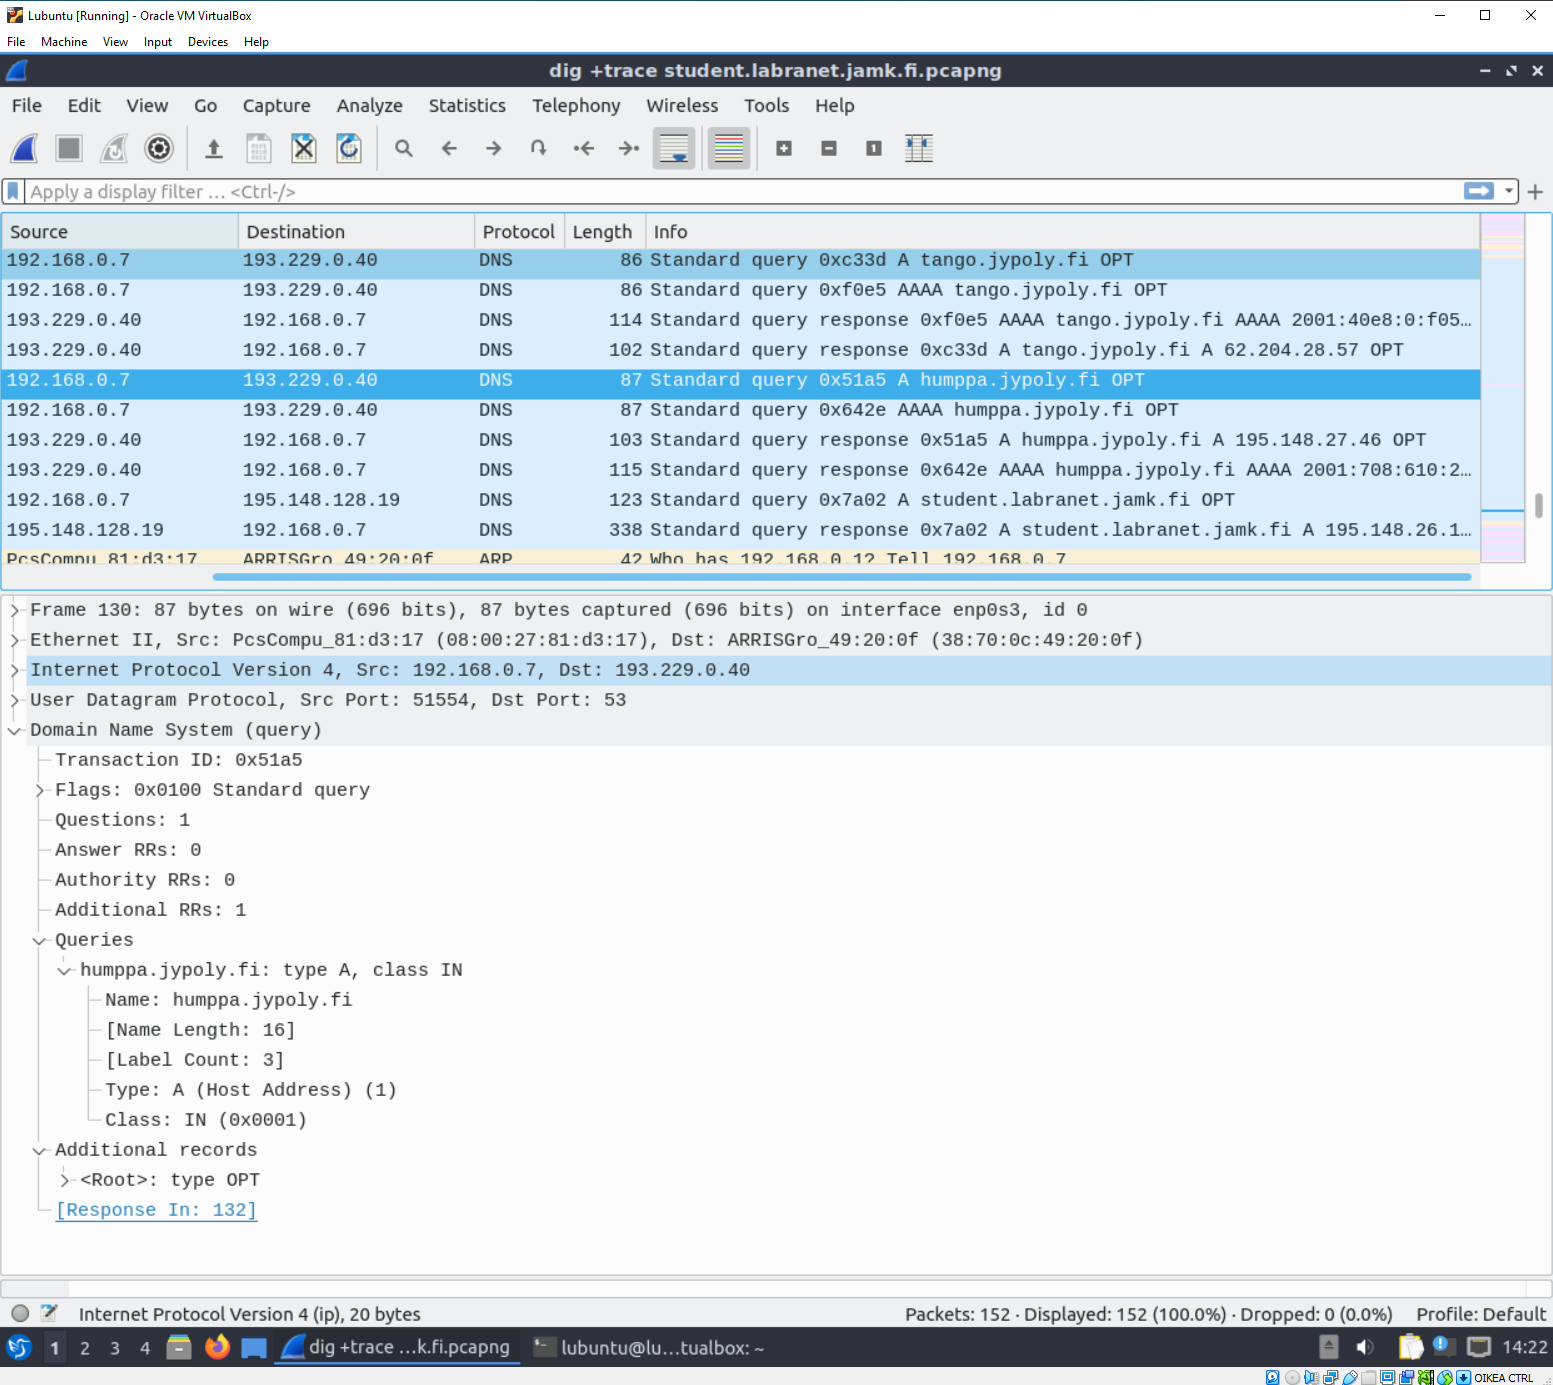 Lubuntu [Running] - Oracle VM VirtualBox
File Machine View Input Devices Help
dig +trace student.labranet.jamk.fi.pcapng
File Edit View Go Capture Analyze Statistics Telephony Wireless Tools Help
Apply a display filter … <Ctrl-/>
Source Destination Protocol Length Info
192.168.0.7 193.229.0.40 DNS 86 Standard query 0xc33d A tango.jypoly.fi OPT
192.168.0.7 193.229.0.40 DNS 86 Standard query 0xf0e5 AAAA tango.jypoly.fi OPT
193.229.0.40 192.168.0.7 DNS 114 Standard query response 0xf0e5 AAAA tango.jypoly.fi AAAA 2001:40e8:0:f05…
193.229.0.40 192.168.0.7 DNS 102 Standard query response 0xc33d A tango.jypoly.fi A 62.204.28.57 OPT
192.168.0.7 193.229.0.40 DNS 87 Standard query 0x51a5 A humppa.jypoly.fi OPT
192.168.0.7 193.229.0.40 DNS 87 Standard query 0x642e AAAA humppa.jypoly.fi OPT
193.229.0.40 192.168.0.7 DNS 103 Standard query response 0x51a5 A humppa.jypoly.fi A 195.148.27.46 OPT
193.229.0.40 192.168.0.7 DNS 115 Standard query response 0x642e AAAA humppa.jypoly.fi AAAA 2001:708:610:2…
192.168.0.7 195.148.128.19 DNS 123 Standard query 0x7a02 A student.labranet.jamk.fi OPT
195.148.128.19 192.168.0.7 DNS 338 Standard query response 0x7a02 A student.labranet.jamk.fi A 195.148.26.1…
PcsCompu_81:d3:17 ARRISGro_49:20:0f ARP 42 Who has 192.168.0.1? Tell 192.168.0.7
Frame 130: 87 bytes on wire (696 bits), 87 bytes captured (696 bits) on interface enp0s3, id 0
Ethernet II, Src: PcsCompu_81:d3:17 (08:00:27:81:d3:17), Dst: ARRISGro_49:20:0f (38:70:0c:49:20:0f)
Internet Protocol Version 4, Src: 192.168.0.7, Dst: 193.229.0.40
User Datagram Protocol, Src Port: 51554, Dst Port: 53
Domain Name System (query)
Transaction ID: 0x51a5
Flags: 0x0100 Standard query
Questions: 1
Answer RRs: 0
Authority RRs: 0
Additional RRs: 1
Queries
humppa.jypoly.fi: type A, class IN
Name: humppa.jypoly.fi
[Name Length: 16]
[Label Count: 3]
Type: A (Host Address) (1)
Class: IN (0x0001)
Additional records
<Root>: type OPT
[Response In: 132]
Internet Protocol Version 4 (ip), 20 bytes Packets: 152 · Displayed: 152 (100.0%) · Dropped: 0 (0.0%) Profile: Default
1 2 3 4 dig +trace …k.fi.pcapng lubuntu@lu…tualbox: ~ 14:22
OIKEA CTRL